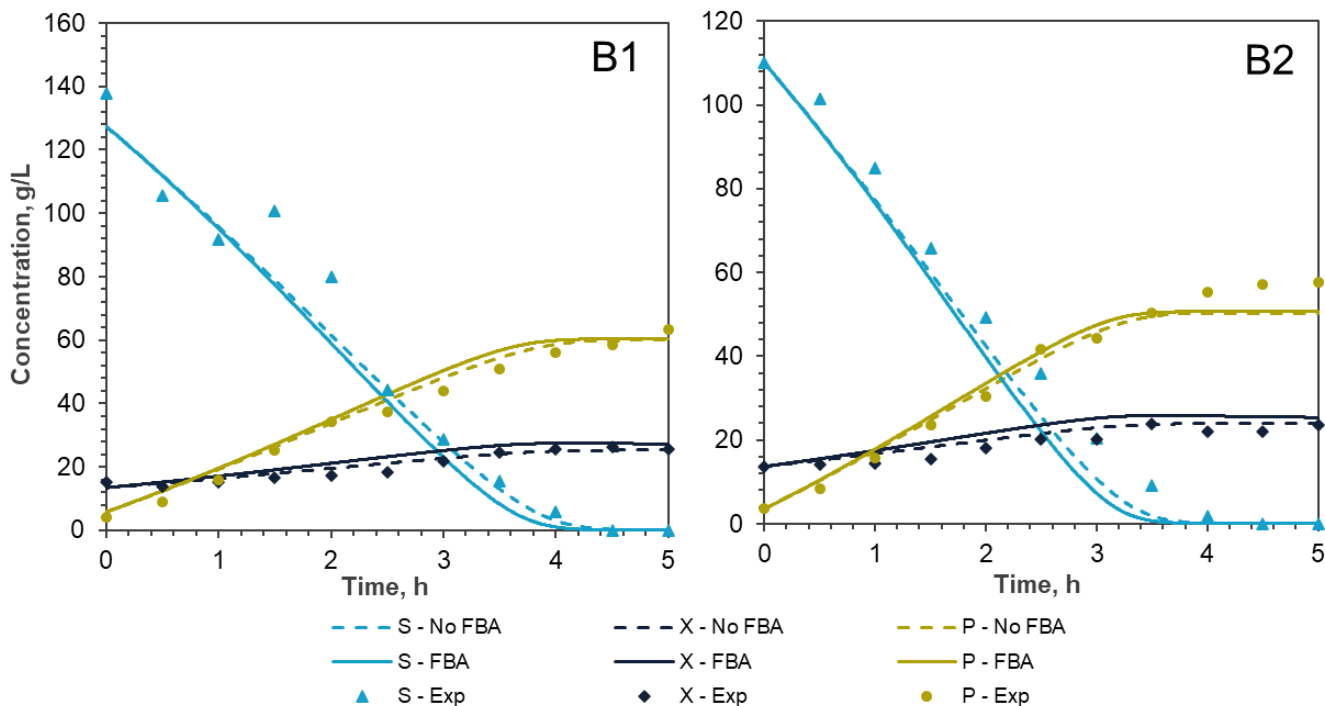 B1
160
140
120
100
80
60
40
20
0
Concentration, g/L
0 1 2 3 4 5
Time, h
B2
120
100
80
60
40
20
0
0 1 2 3 4 5
Time, h
S - No FBA X - No FBA P - No FBA
S - FBA X - FBA P - FBA
S - Exp X - Exp P - Exp